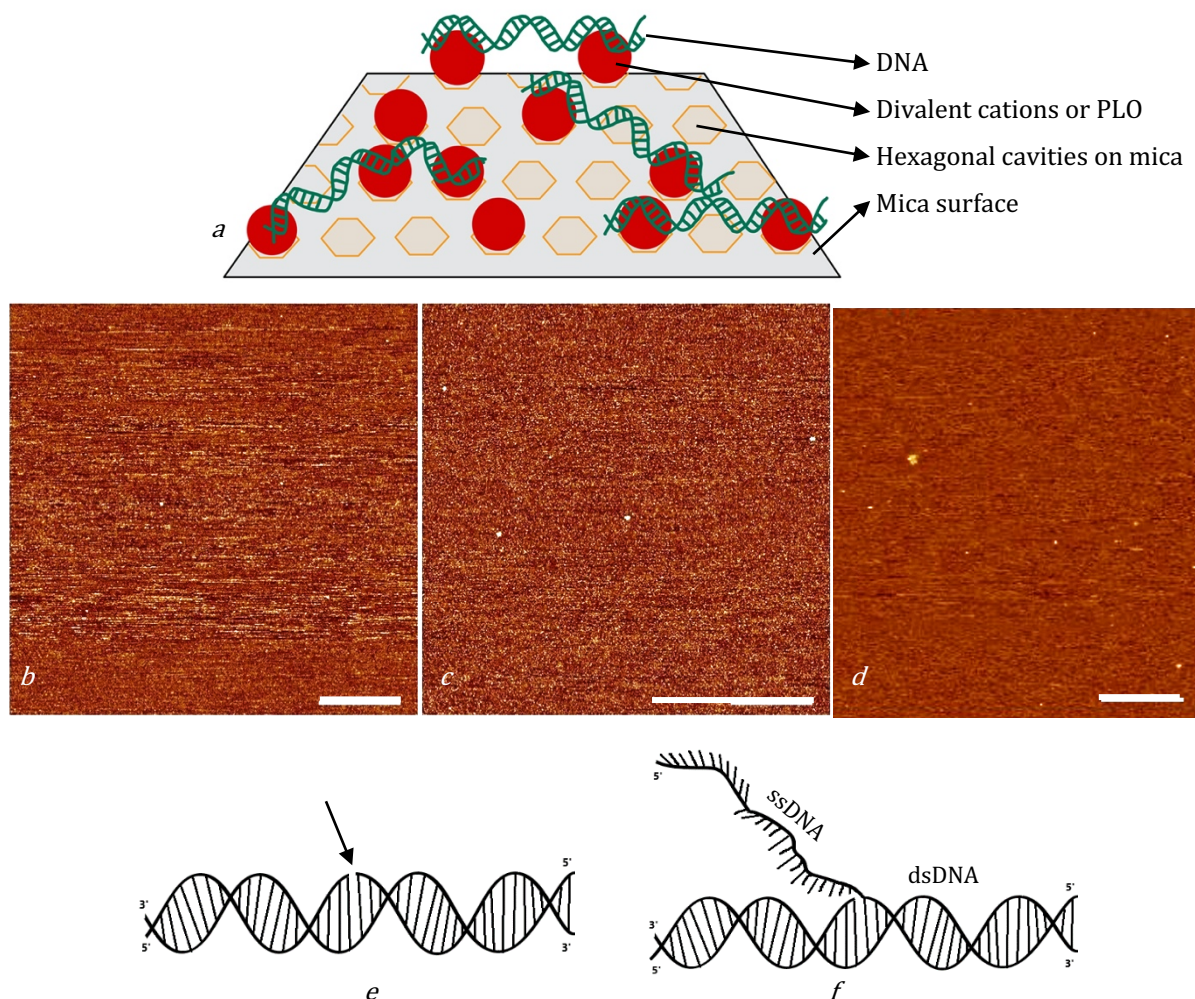 DNA
Divalent cations or PLO
Hexagonal cavities on mica
Mica surface
a
b
c
d
5'
ssDNA
dsDNA
5'
3'
5'
3'
3'
5'
3'
5'
3'
e
f